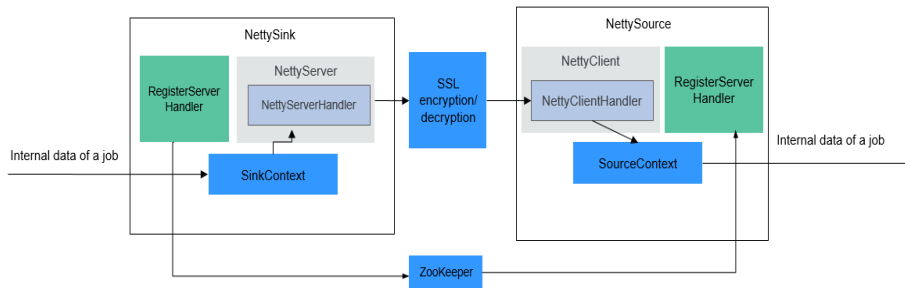 NettySink
NettySource
RegisterServer
Handler
NettyServer
NettyServerHandler
SSL
encryption/
decryption
NettyClient
NettyClientHandler
RegisterServer
Handler
Internal data of a job
SinkContext
SourceContext
Internal data of a job
ZooKeeper